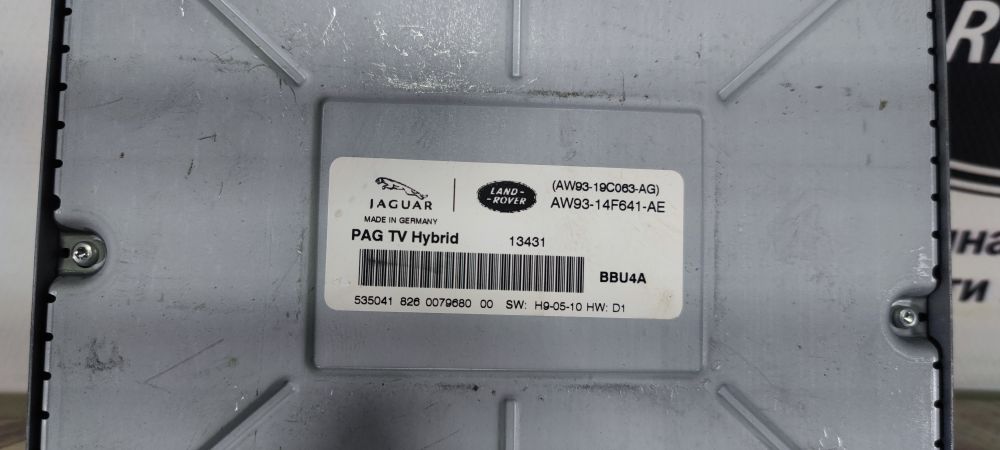 JAGUAR
LAND-
-ROVER
(AW93-19C063-AG)
AW93-14F641-AE
MADE IN GERMANY
PAG TV Hybrid 13431
BBU4A
535041 826 0079680 00 SW: H9-05-10 HW: D1